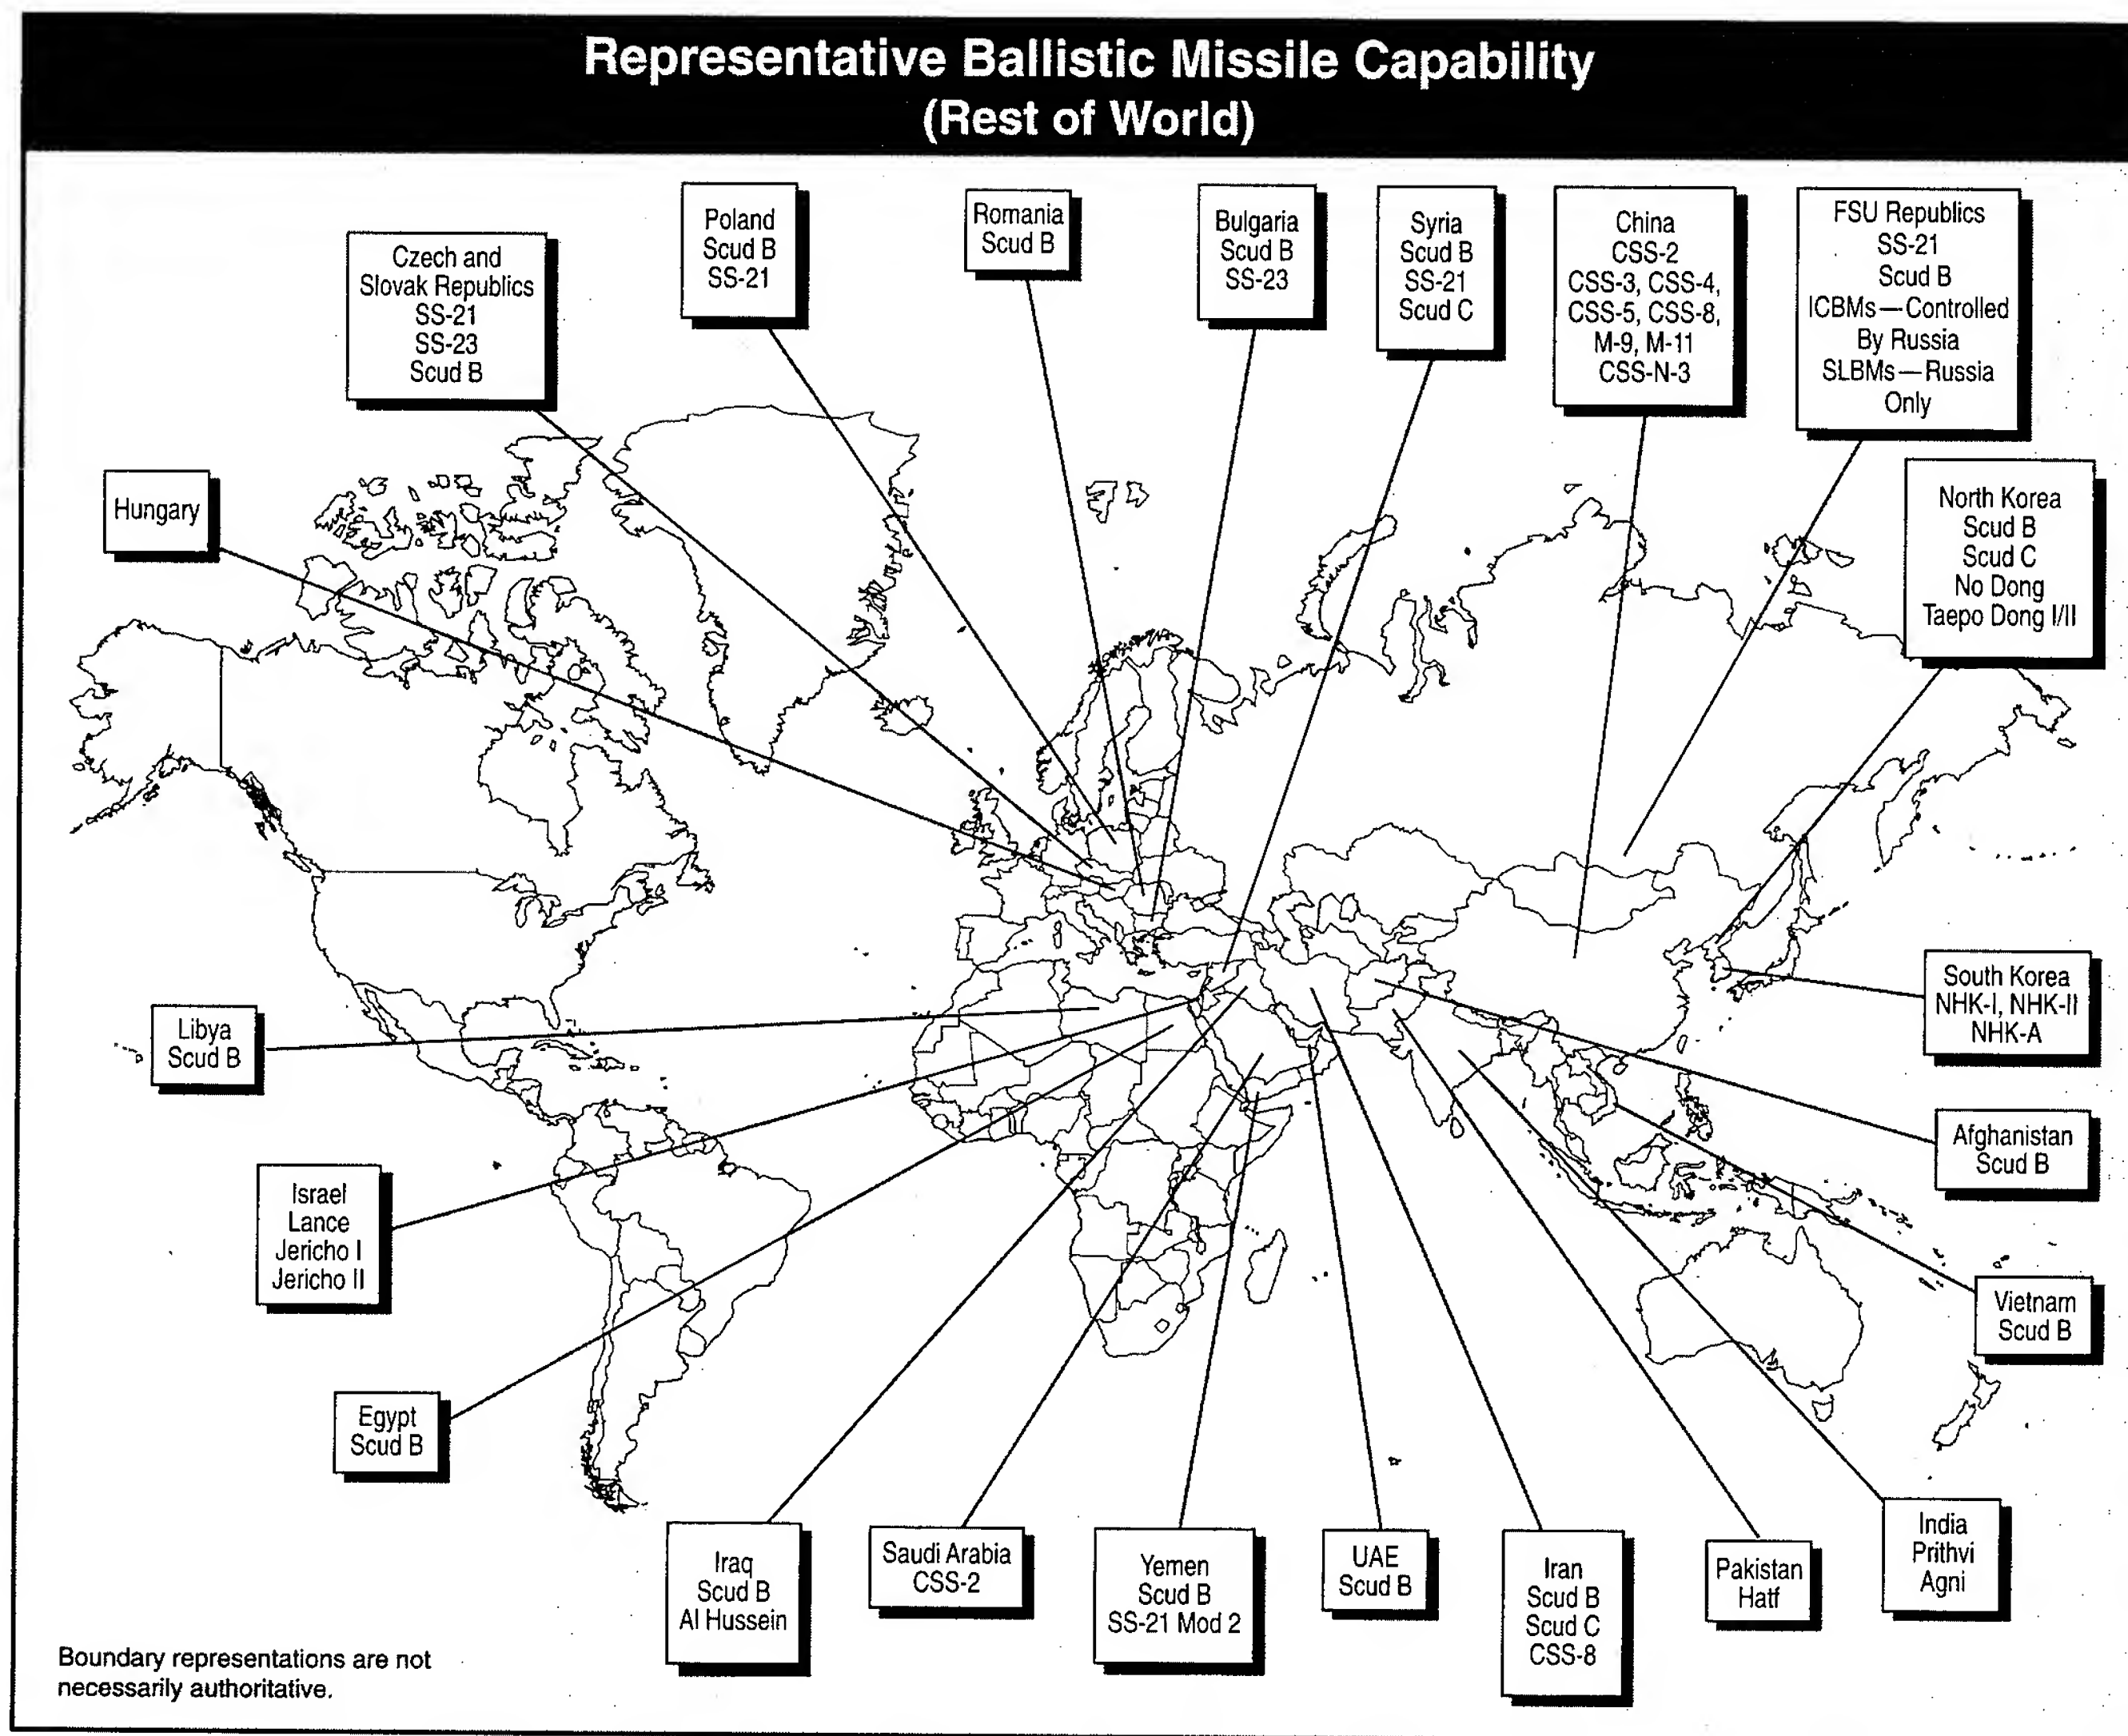 Representative Ballistic Missile Capability
(Rest of World)
Czech and
Slovak Republics
SS-21
SS-23
Scud B
Poland
Scud B
SS-21
Romania
Scud B
Bulgaria
Scud B
SS-23
Syria
Scud B
SS-21
Scud C
China
CSS-2
CSS-3, CSS-4,
CSS-5, CSS-8,
M-9, M-11
CSS-N-3
FSU Republics
SS-21
Scud B
ICBMs—Controlled
By Russia
SLBMs—Russia
Only
Hungary
North Korea
Scud B
Scud C
No Dong
Taepo Dong I/II
Libya
Scud B
South Korea
NHK-I, NHK-II
NHK-A
Israel
Lance
Jericho I
Jericho II
Afghanistan
Scud B
Vietnam
Scud B
Egypt
Scud B
Iraq
Scud B
Al Hussein
Saudi Arabia
CSS-2
Yemen
Scud B
SS-21 Mod 2
UAE
Scud B
Iran
Scud B
Scud C
CSS-8
Pakistan
Hatf
India
Prithvi
Agni
Boundary representations are not
necessarily authoritative.